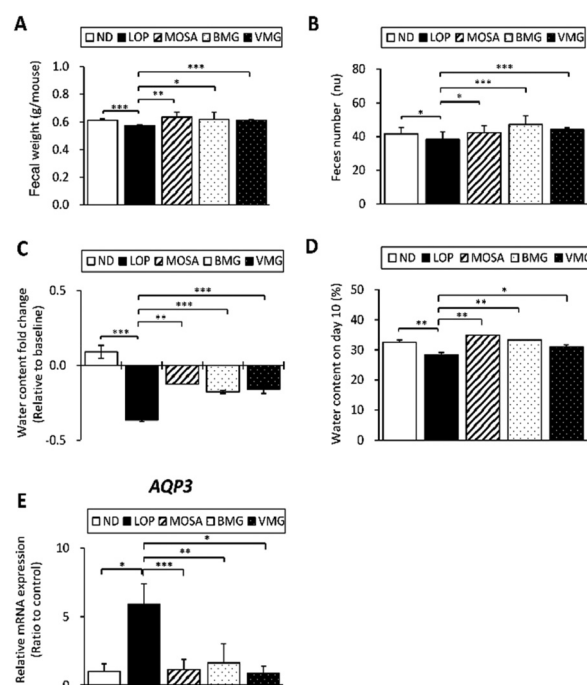 A
ND LOP MOSA BMG VMG
Fecal weight (g/mouse)
1.0
0.8
0.6
0.4
0.2
0.0
***
**
*
***
B
ND LOP MOSA BMG VMG
Feces number (nu)
80
60
40
20
0
*
*
***
***
C
ND LOP MOSA BMG VMG
Water content fold change
(Relative to baseline)
0.5
0.0
-0.5
***
**
***
***
D
ND LOP MOSA BMG VMG
Water content on day 10 (%)
50
40
30
20
10
0
**
**
**
*
E
AQP3
ND LOP MOSA BMG VMG
Relative mRNA expression
(Ratio to control)
10
5
0
*
***
**
*